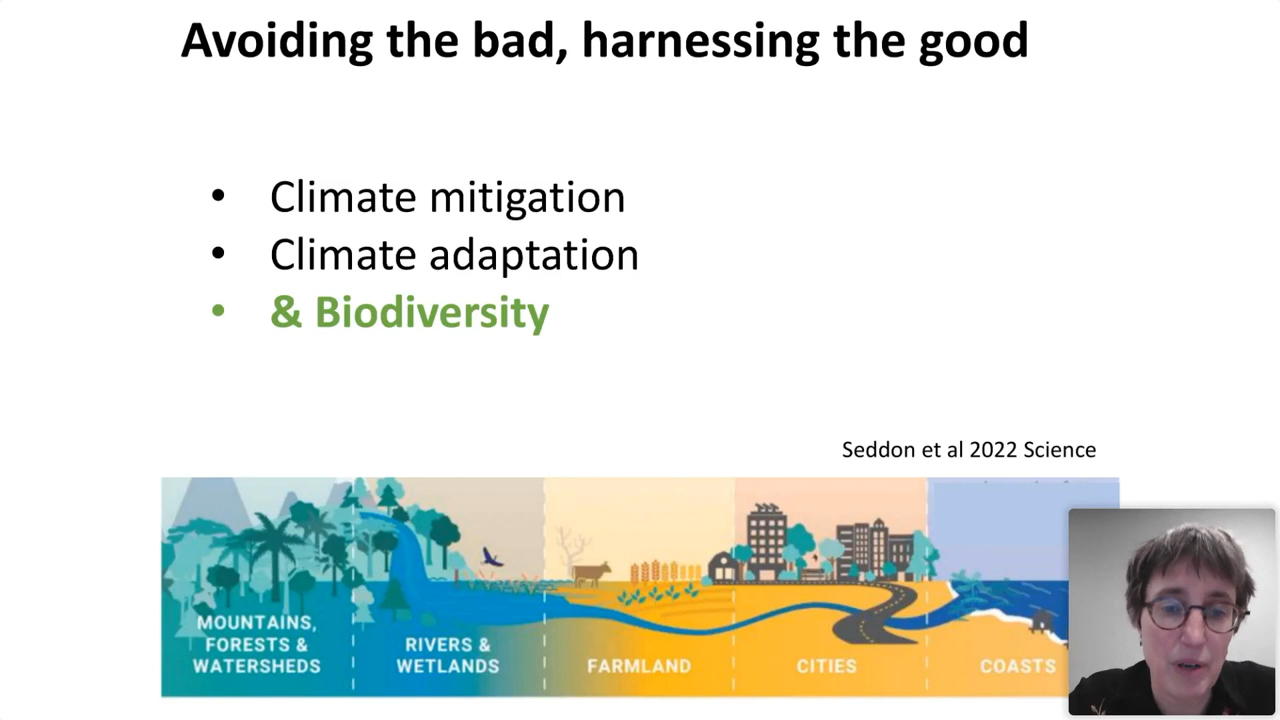 Avoiding the bad, harnessing the good
• Climate mitigation
• Climate adaptation
• & Biodiversity
Seddon et al 2022 Science
MOUNTAINS,
FORESTS &
WATERSHEDS
RIVERS &
WETLANDS
FARMLAND
CITIES
COASTS